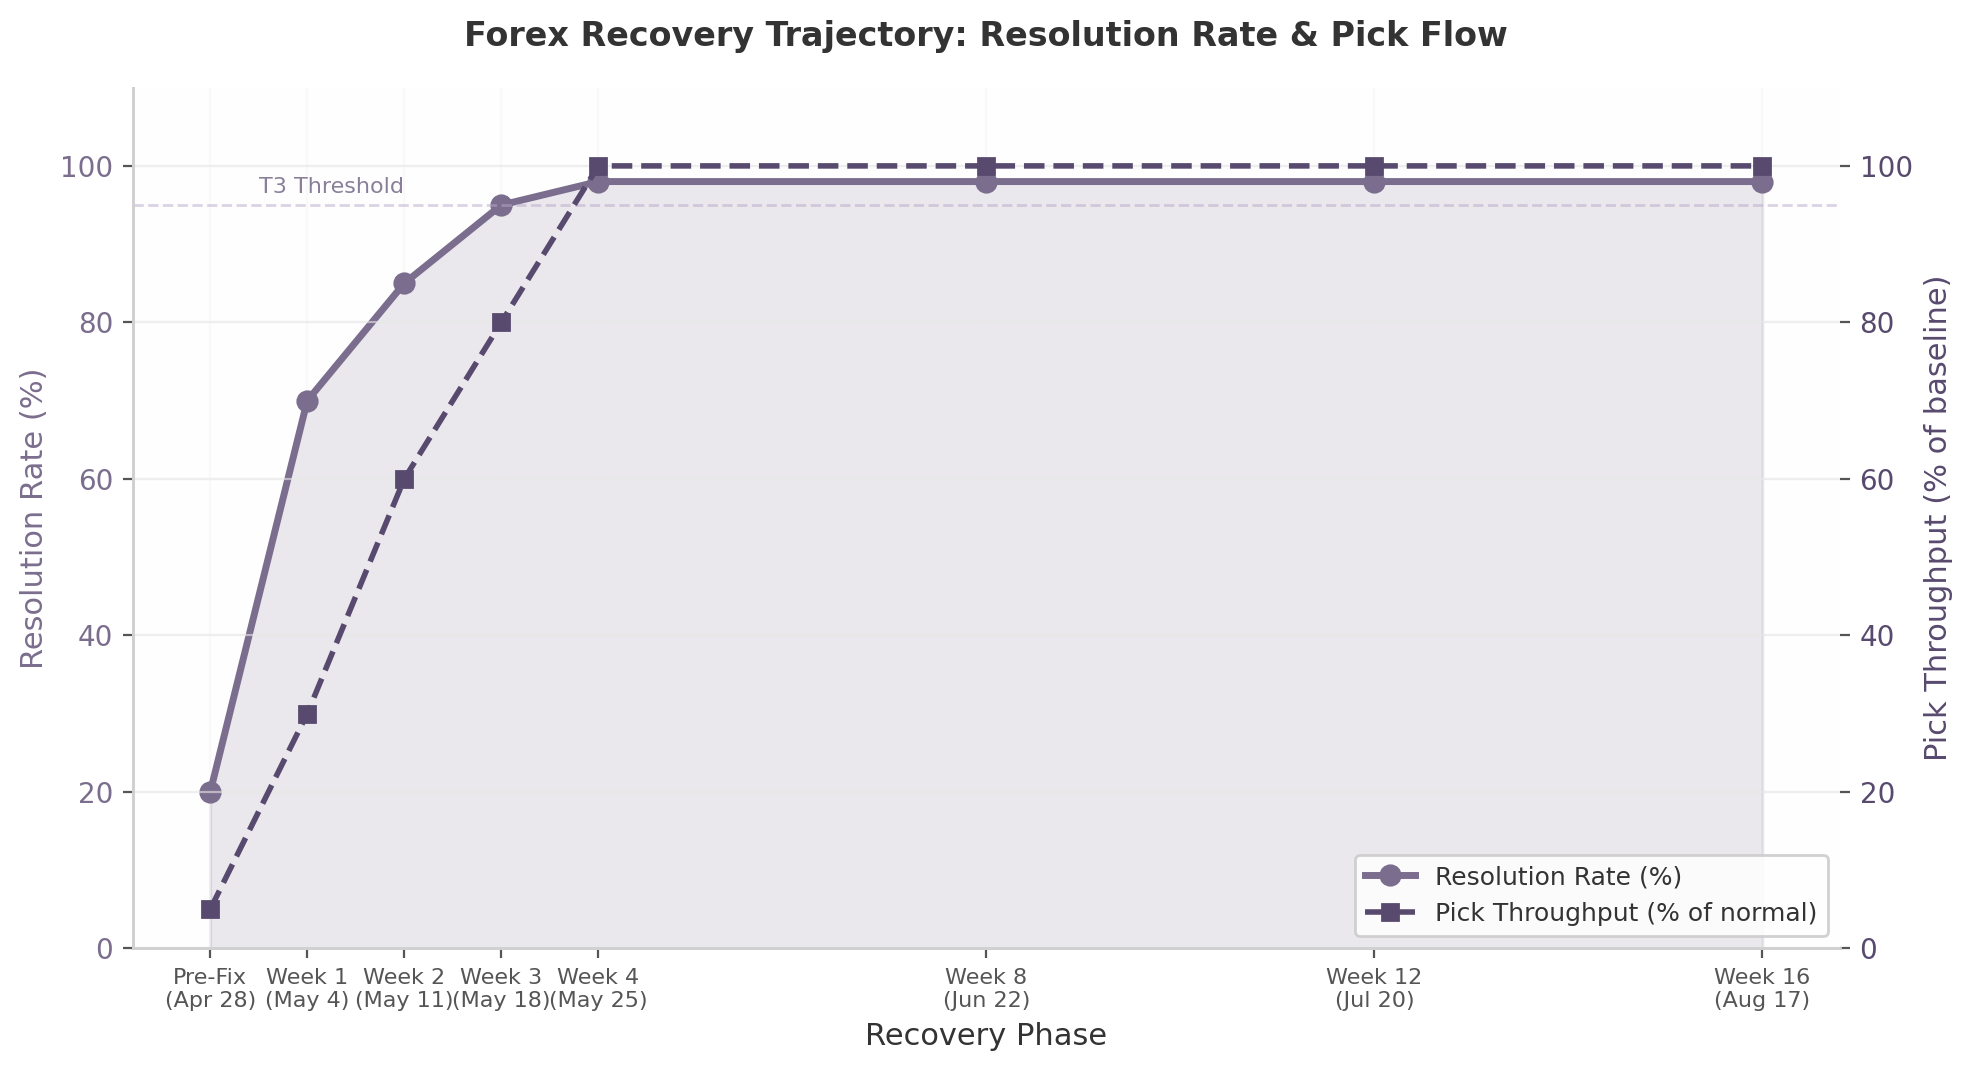 Forex Recovery Trajectory: Resolution Rate & Pick Flow
Resolution Rate (%)
100
80
60
40
20
0
T3 Threshold
100
80
60
40
20
0
Pick Throughput (% of baseline)
Resolution Rate (%)
Pick Throughput (% of normal)
Pre-Fix
(Apr 28)
Week 1
(May 4)
Week 2
(May 11)
Week 3
(May 18)
Week 4
(May 25)
Week 8
(Jun 22)
Week 12
(Jul 20)
Week 16
(Aug 17)
Recovery Phase